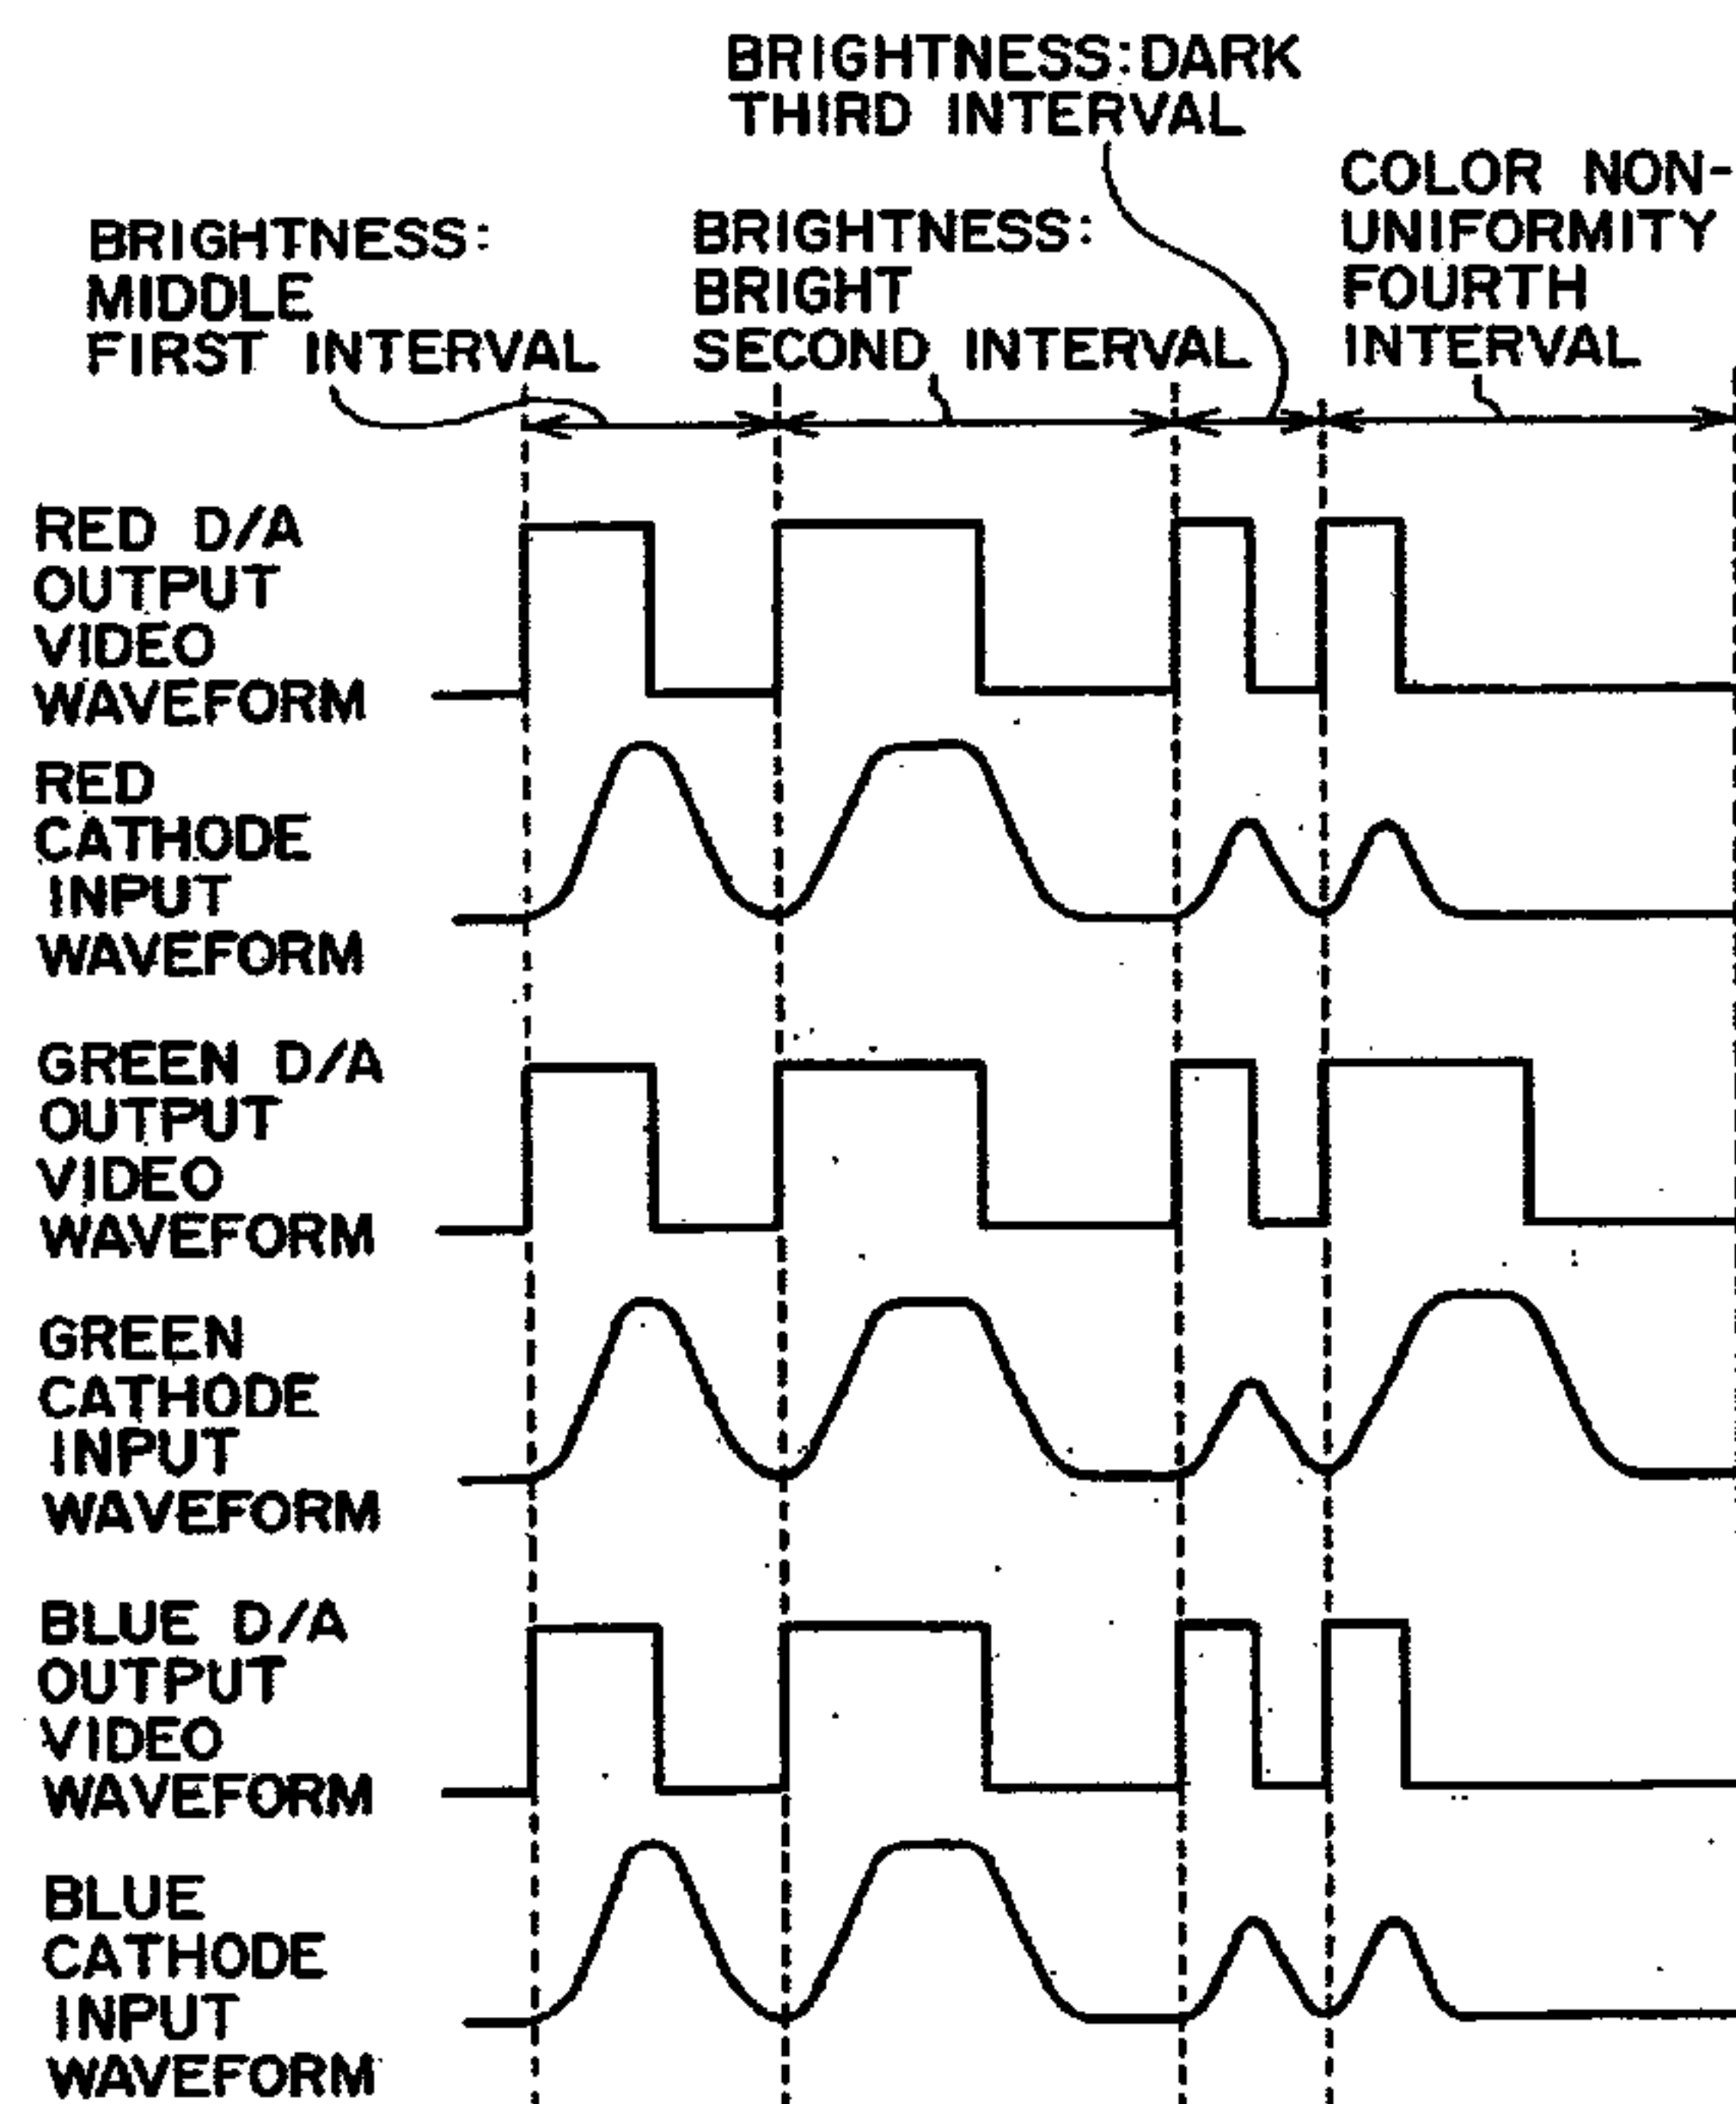 BRIGHTNESS:DARK
THIRD INTERVAL
COLOR NON-
UNIFORMITY
FOURTH
INTERVAL
BRIGHTNESS:
MIDDLE
FIRST INTERVAL
BRIGHTNESS:
BRIGHT
SECOND INTERVAL
RED D/A
OUTPUT
VIDEO
WAVEFORM
RED
CATHODE
INPUT
WAVEFORM
GREEN D/A
OUTPUT
VIDEO
WAVEFORM
GREEN
CATHODE
INPUT
WAVEFORM
BLUE D/A
OUTPUT
VIDEO
WAVEFORM
BLUE
CATHODE
INPUT
WAVEFORM